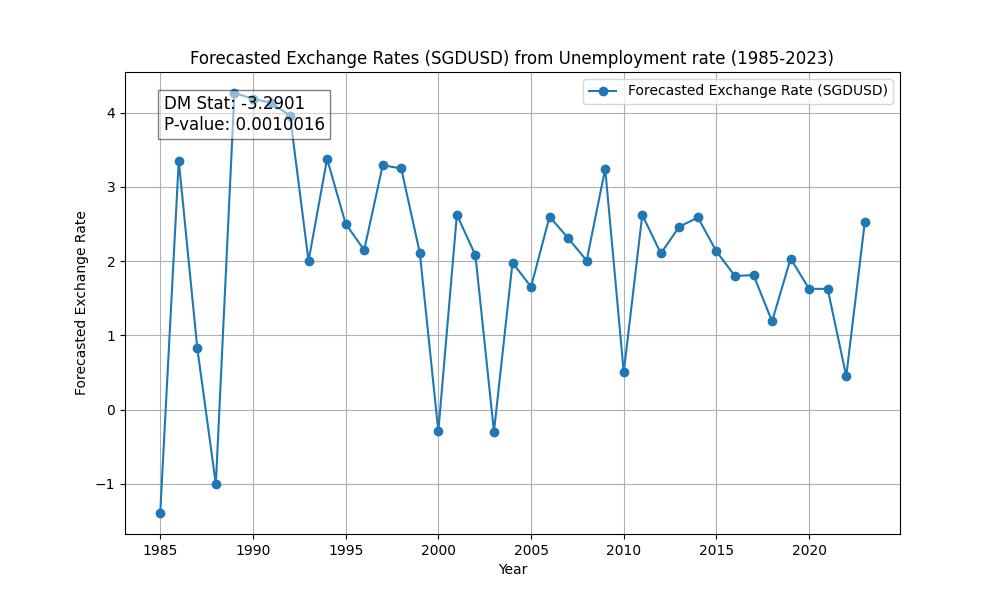 Forecasted Exchange Rates (SGDUSD) from Unemployment rate (1985-2023)
DM Stat: -3.2901
P-value: 0.0010016
Forecasted Exchange Rate (SGDUSD)
Forecasted Exchange Rate
4
3
2
1
0
−1
1985 1990 1995 2000 2005 2010 2015 2020
Year